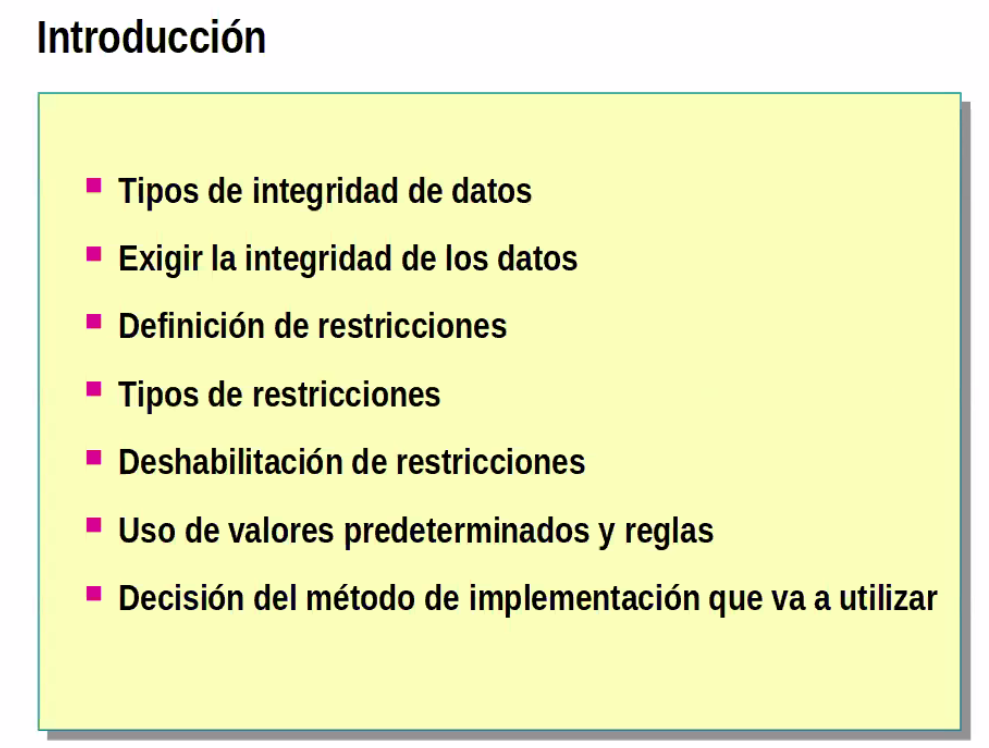 Introducción
Tipos de integridad de datos
Exigir la integridad de los datos
Definición de restricciones
Tipos de restricciones
Deshabilitación de restricciones
Uso de valores predeterminados y reglas
Decisión del método de implementación que va a utilizar